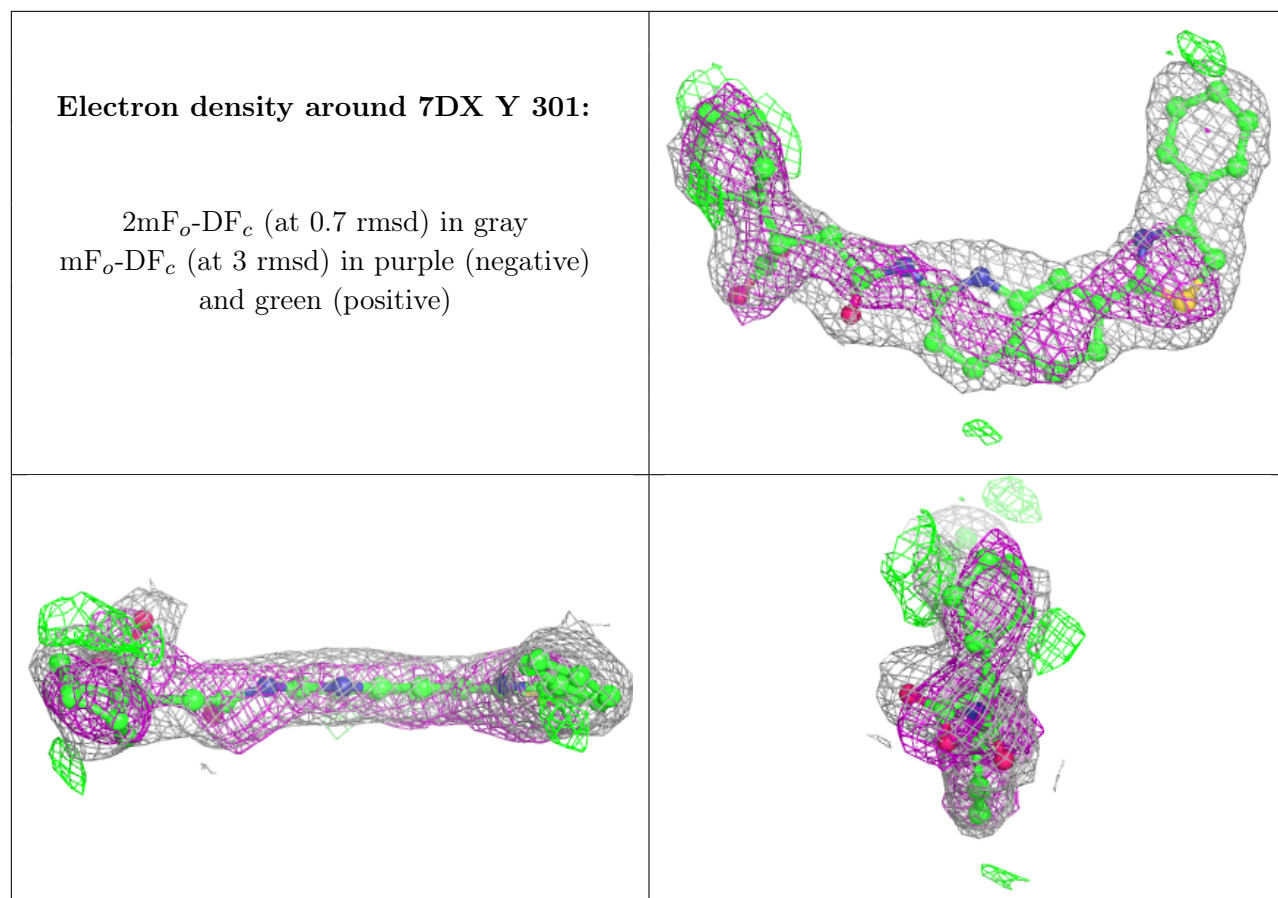 Electron density around 7DX Y 301:
2mFo-DFc (at 0.7 rmsd) in gray
mFo-DFc (at 3 rmsd) in purple (negative)
and green (positive)